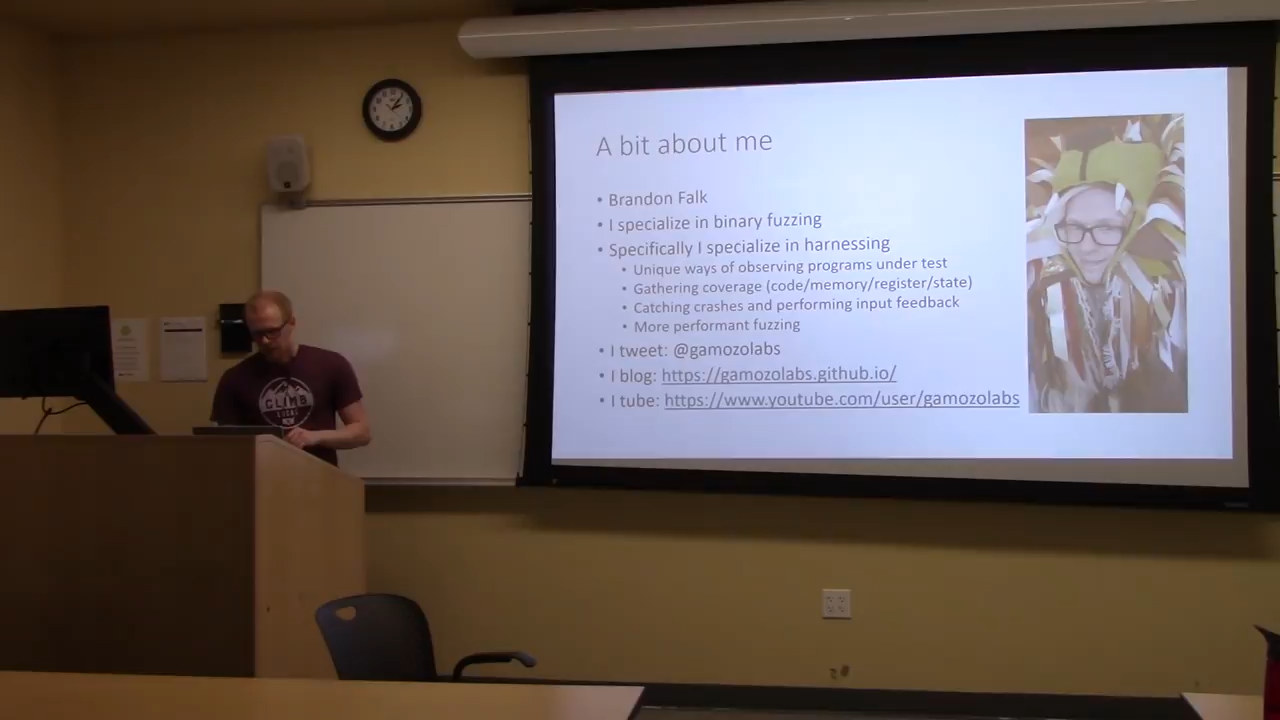 A bit about me
• Brandon Falk
• I specialize in binary fuzzing
• Specifically I specialize in harnessing
• Unique ways of observing programs under test
• Gathering coverage (code/memory/register/state)
• Catching crashes and performing input feedback
• More performant fuzzing
• I tweet: @gamozolabs
• I blog: https://gamozolabs.github.io/
• I tube: https://www.youtube.com/user/gamozolabs
CLIMB
LOCAL